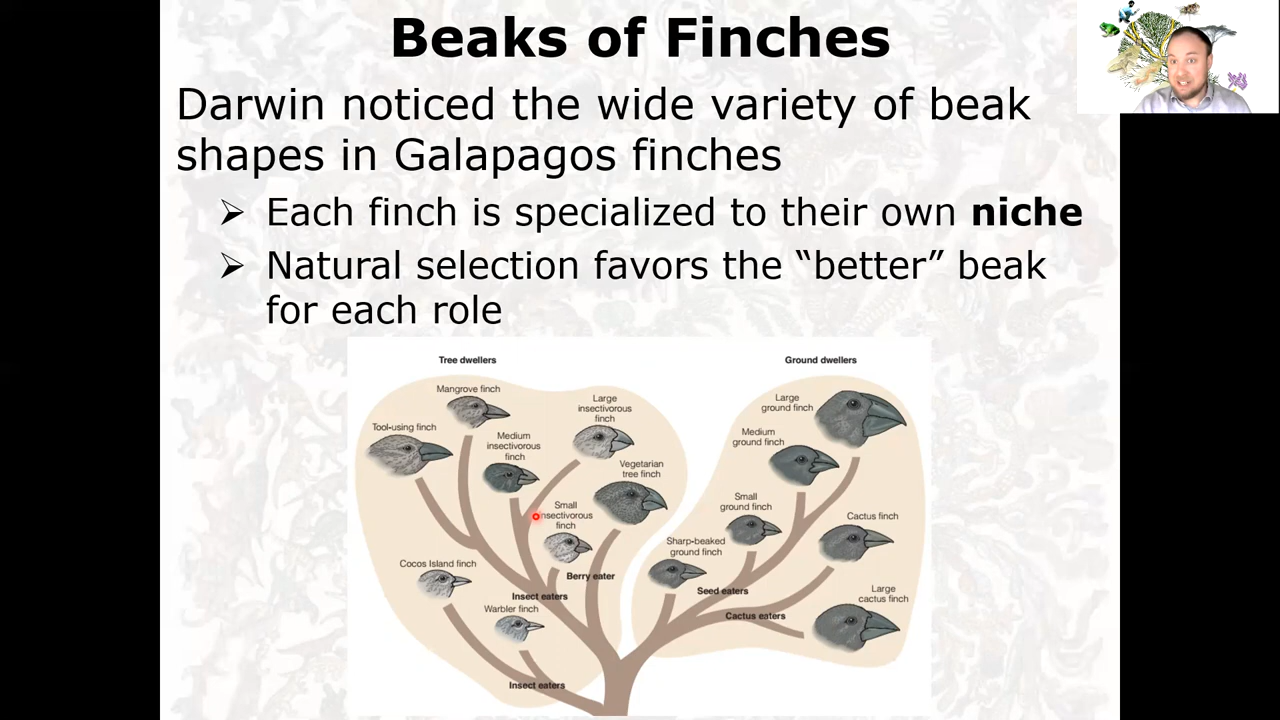 Beaks of Finches
Darwin noticed the wide variety of beak
shapes in Galapagos finches
➢ Each finch is specialized to their own niche
➢ Natural selection favors the “better” beak
for each role
Tree dwellers
Ground dwellers
Mangrove finch
Tool-using finch
Medium
insectivorous
finch
Large
insectivorous
finch
Vegetarian
tree finch
Small
insectivorous
finch
Cocos Island finch
Warbler finch
Berry eater
Insect eaters
Insect eaters
Large
ground finch
Medium
ground finch
Small
ground finch
Sharp-beaked
ground finch
Cactus finch
Large
cactus finch
Seed eaters
Cactus eaters